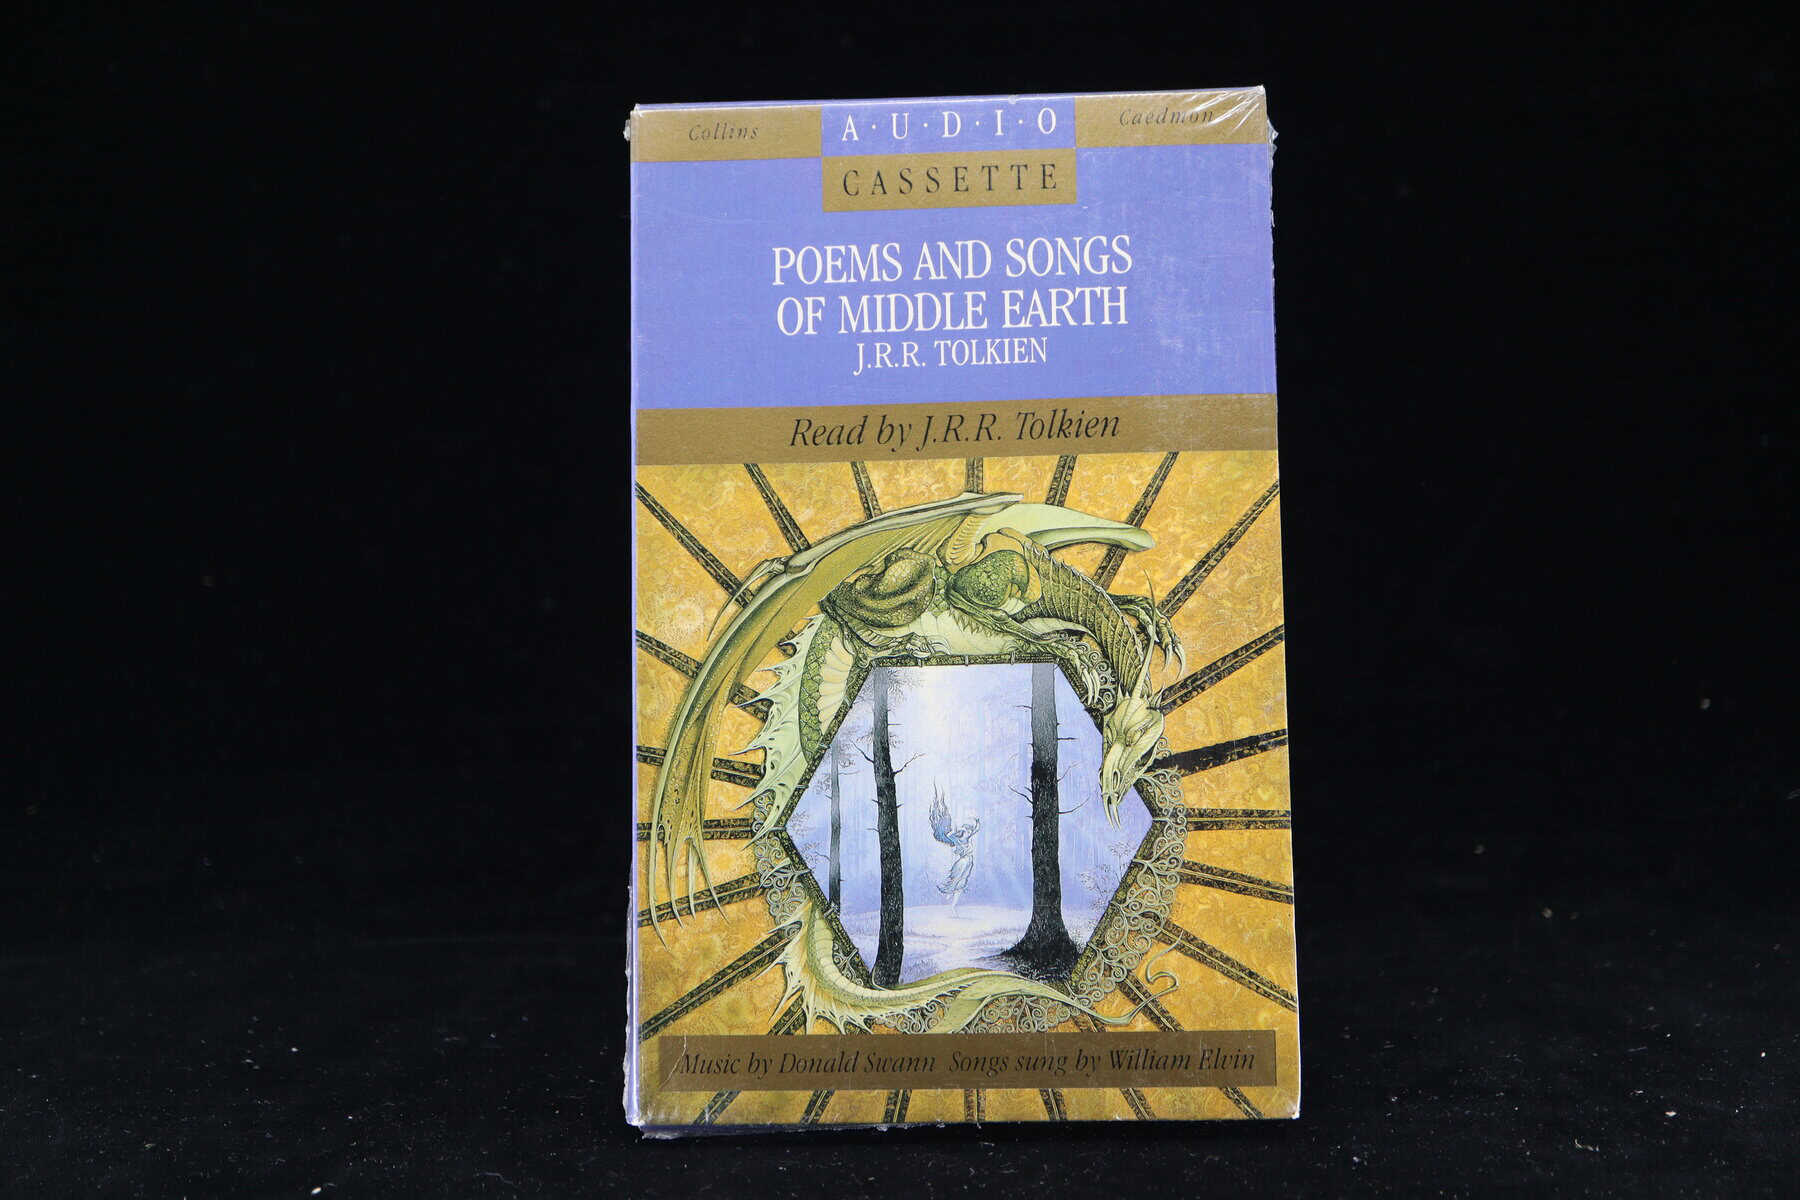 Collins
A·U·D·I·O
Caedmon
CASSETTE
POEMS AND SONGS
OF MIDDLE EARTH
J.R.R. TOLKIEN
Read by J.R.R. Tolkien
Music by Donald Swann Songs sung by William Elvin